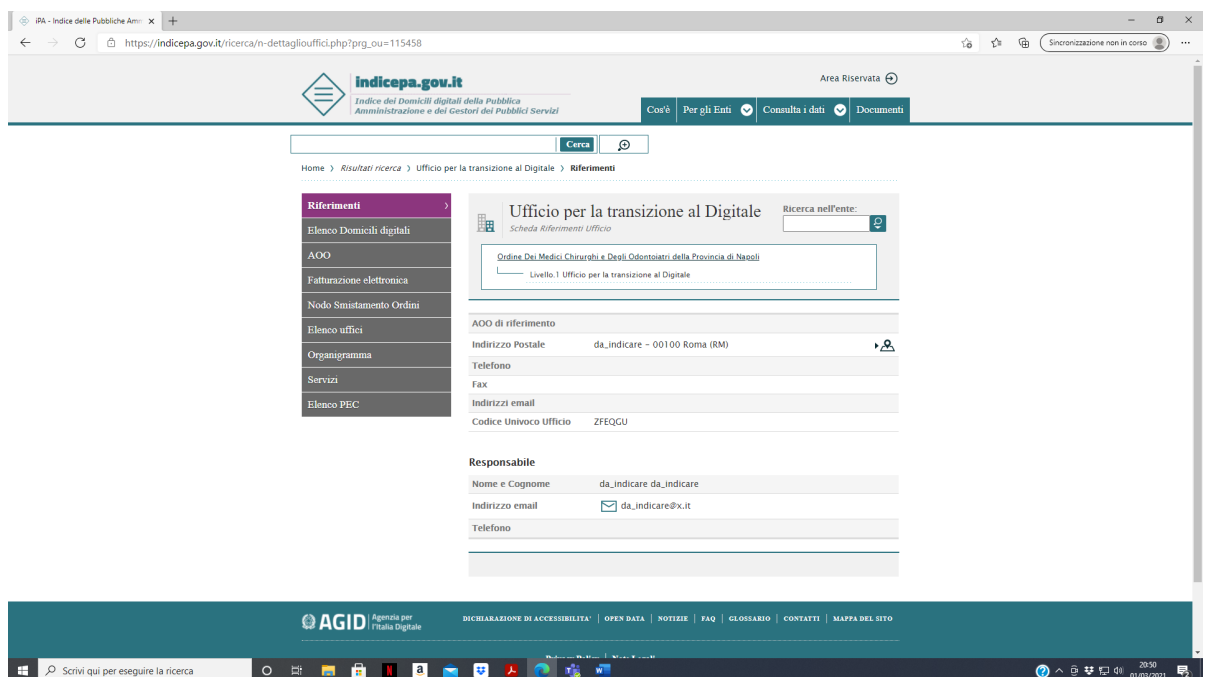 iPA - Indice delle Pubbliche Amm
https://indicepa.gov.it/ricerca/n-dettagliouffici.php?prg_ou=115458
Sincronizzazione non in corso
indicepa.gov.it
Indice dei Domicili digitali della Pubblica
Amministrazione e dei Gestori dei Pubblici Servizi
Area Riservata
Cos'è Per gli Enti Consulta i dati Documenti
Cerca
Home > Risultati ricerca > Ufficio per la transizione al Digitale > Riferimenti
Riferimenti
Elenco Domicili digitali
AOO
Fatturazione elettronica
Nodo Smistamento Ordini
Elenco uffici
Organigramma
Servizi
Elenco PEC
Ufficio per la transizione al Digitale
Scheda Riferimenti Ufficio
Ricerca nell'ente:
Ordine Dei Medici Chirurghi e Degli Odontoiatri della Provincia di Napoli
Livello.1 Ufficio per la transizione al Digitale
AOO di riferimento
Indirizzo Postale da_indicare - 00100 Roma (RM)
Telefono
Fax
Indirizzi email
Codice Univoco Ufficio ZFEQGU
Responsabile
Nome e Cognome da_indicare da_indicare
Indirizzo email da_indicare@x.it
Telefono
AGID Agenzia per
l'Italia Digitale
DICHIARAZIONE DI ACCESSIBILITA' | OPEN DATA | NOTIZIE | FAQ | GLOSSARIO | CONTATTI | MAPPA DEL SITO
Privacy Policy | Note Legali
Scrivi qui per eseguire la ricerca
20:50
01/03/2021